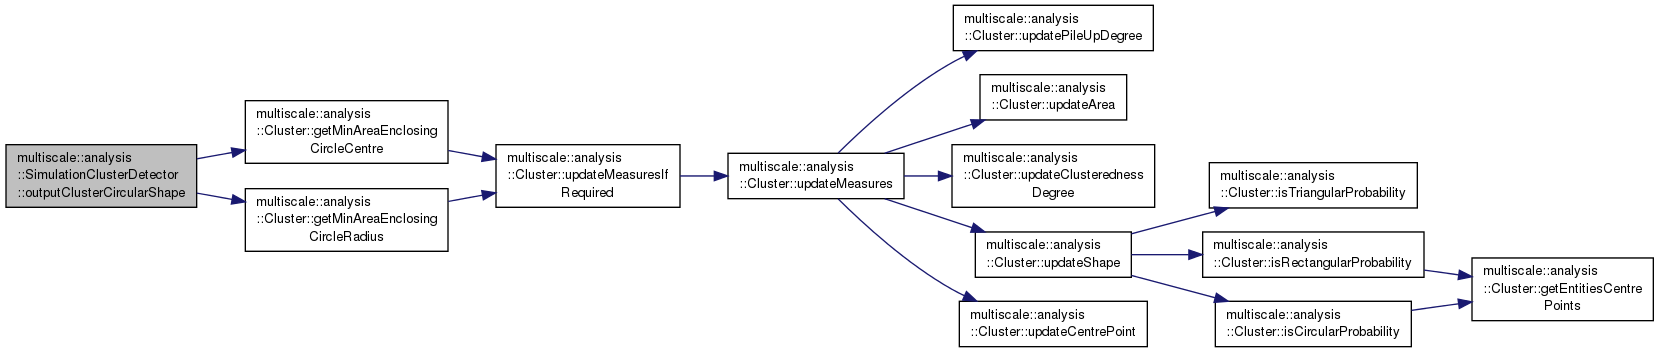 multiscale::analysis
::SimulationClusterDetector
::outputClusterCircularShape
multiscale::analysis
::Cluster::getMinAreaEnclosing
CircleCentre
multiscale::analysis
::Cluster::getMinAreaEnclosing
CircleRadius
multiscale::analysis
::Cluster::updateMeasuresIf
Required
multiscale::analysis
::Cluster::updateMeasures
multiscale::analysis
::Cluster::updatePileUpDegree
multiscale::analysis
::Cluster::updateArea
multiscale::analysis
::Cluster::updateClusteredness
Degree
multiscale::analysis
::Cluster::updateShape
multiscale::analysis
::Cluster::updateCentrePoint
multiscale::analysis
::Cluster::isTriangularProbability
multiscale::analysis
::Cluster::isRectangularProbability
multiscale::analysis
::Cluster::isCircularProbability
multiscale::analysis
::Cluster::getEntitiesCentre
Points